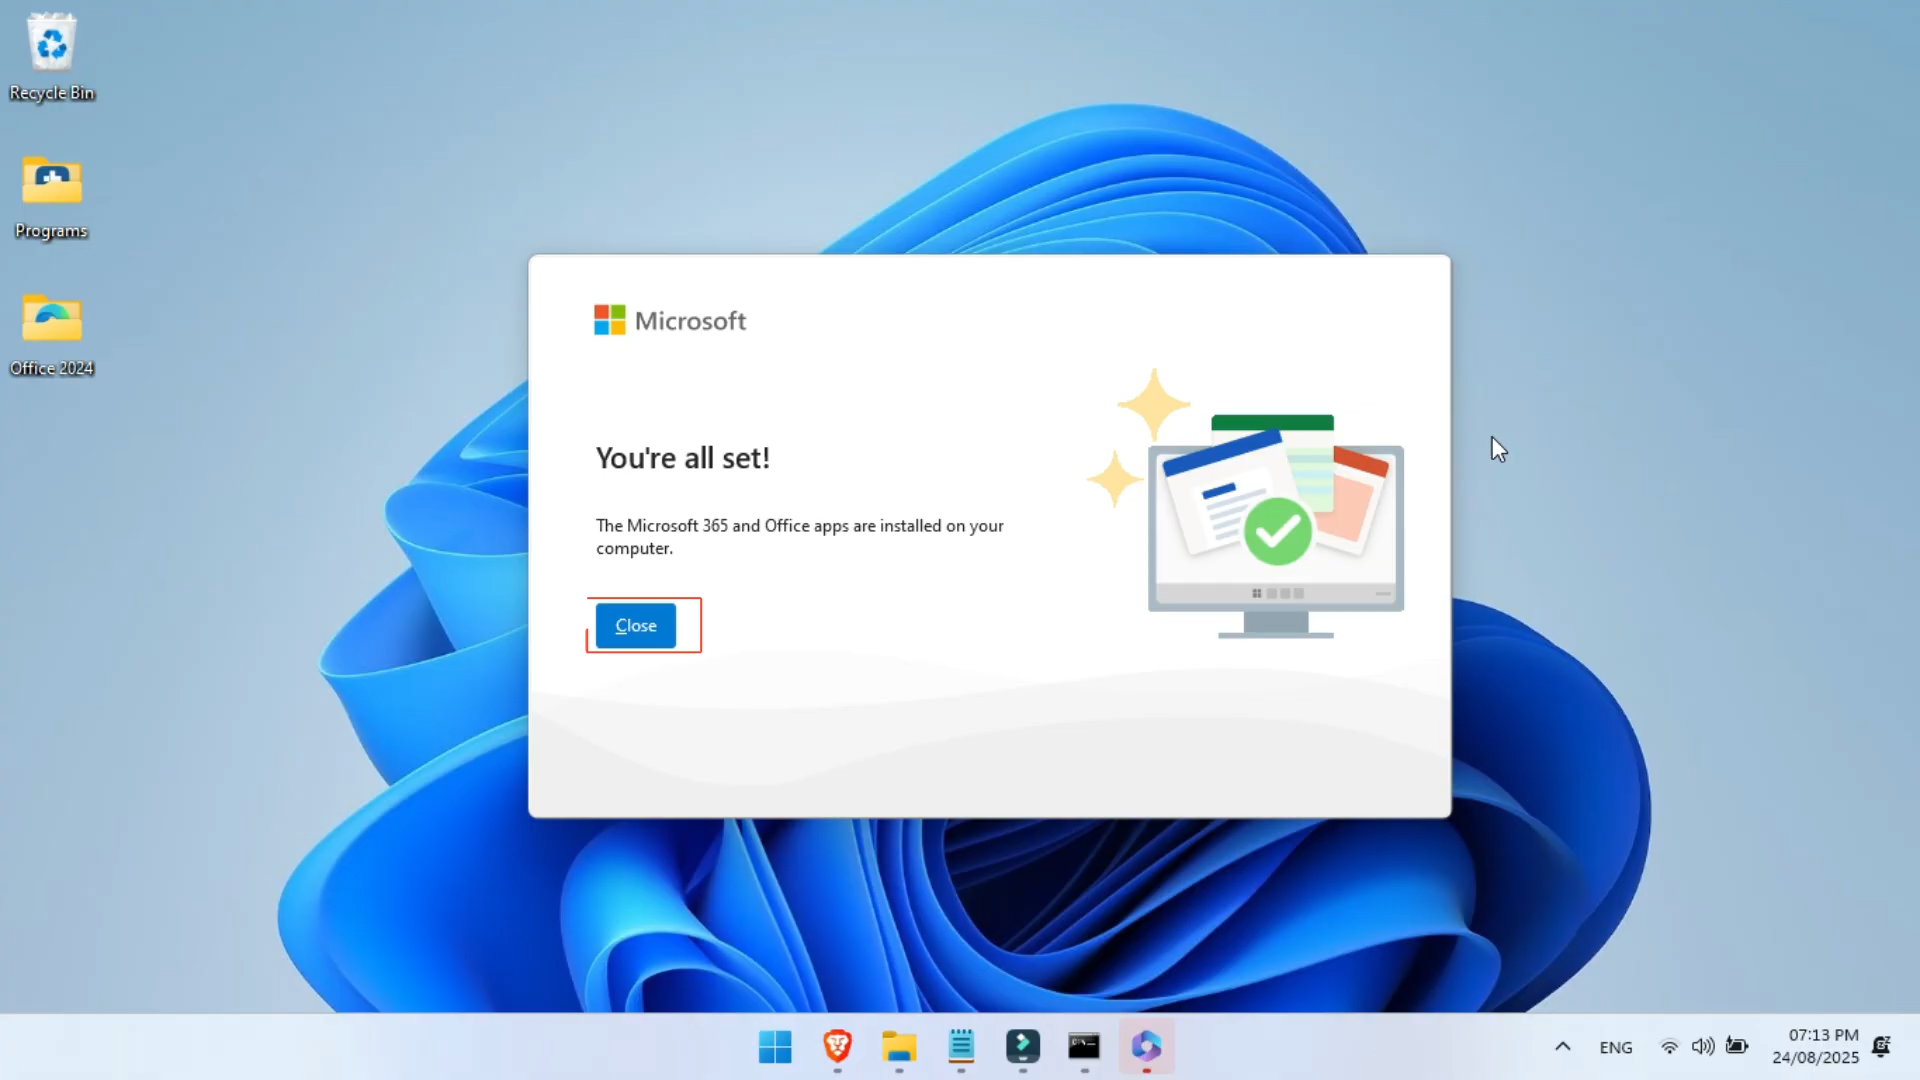 Recycle Bin
Programs
Office 2024
Microsoft
You're all set!
The Microsoft 365 and Office apps are installed on your
computer.
Close
ENG
07:13 PM
24/08/2025